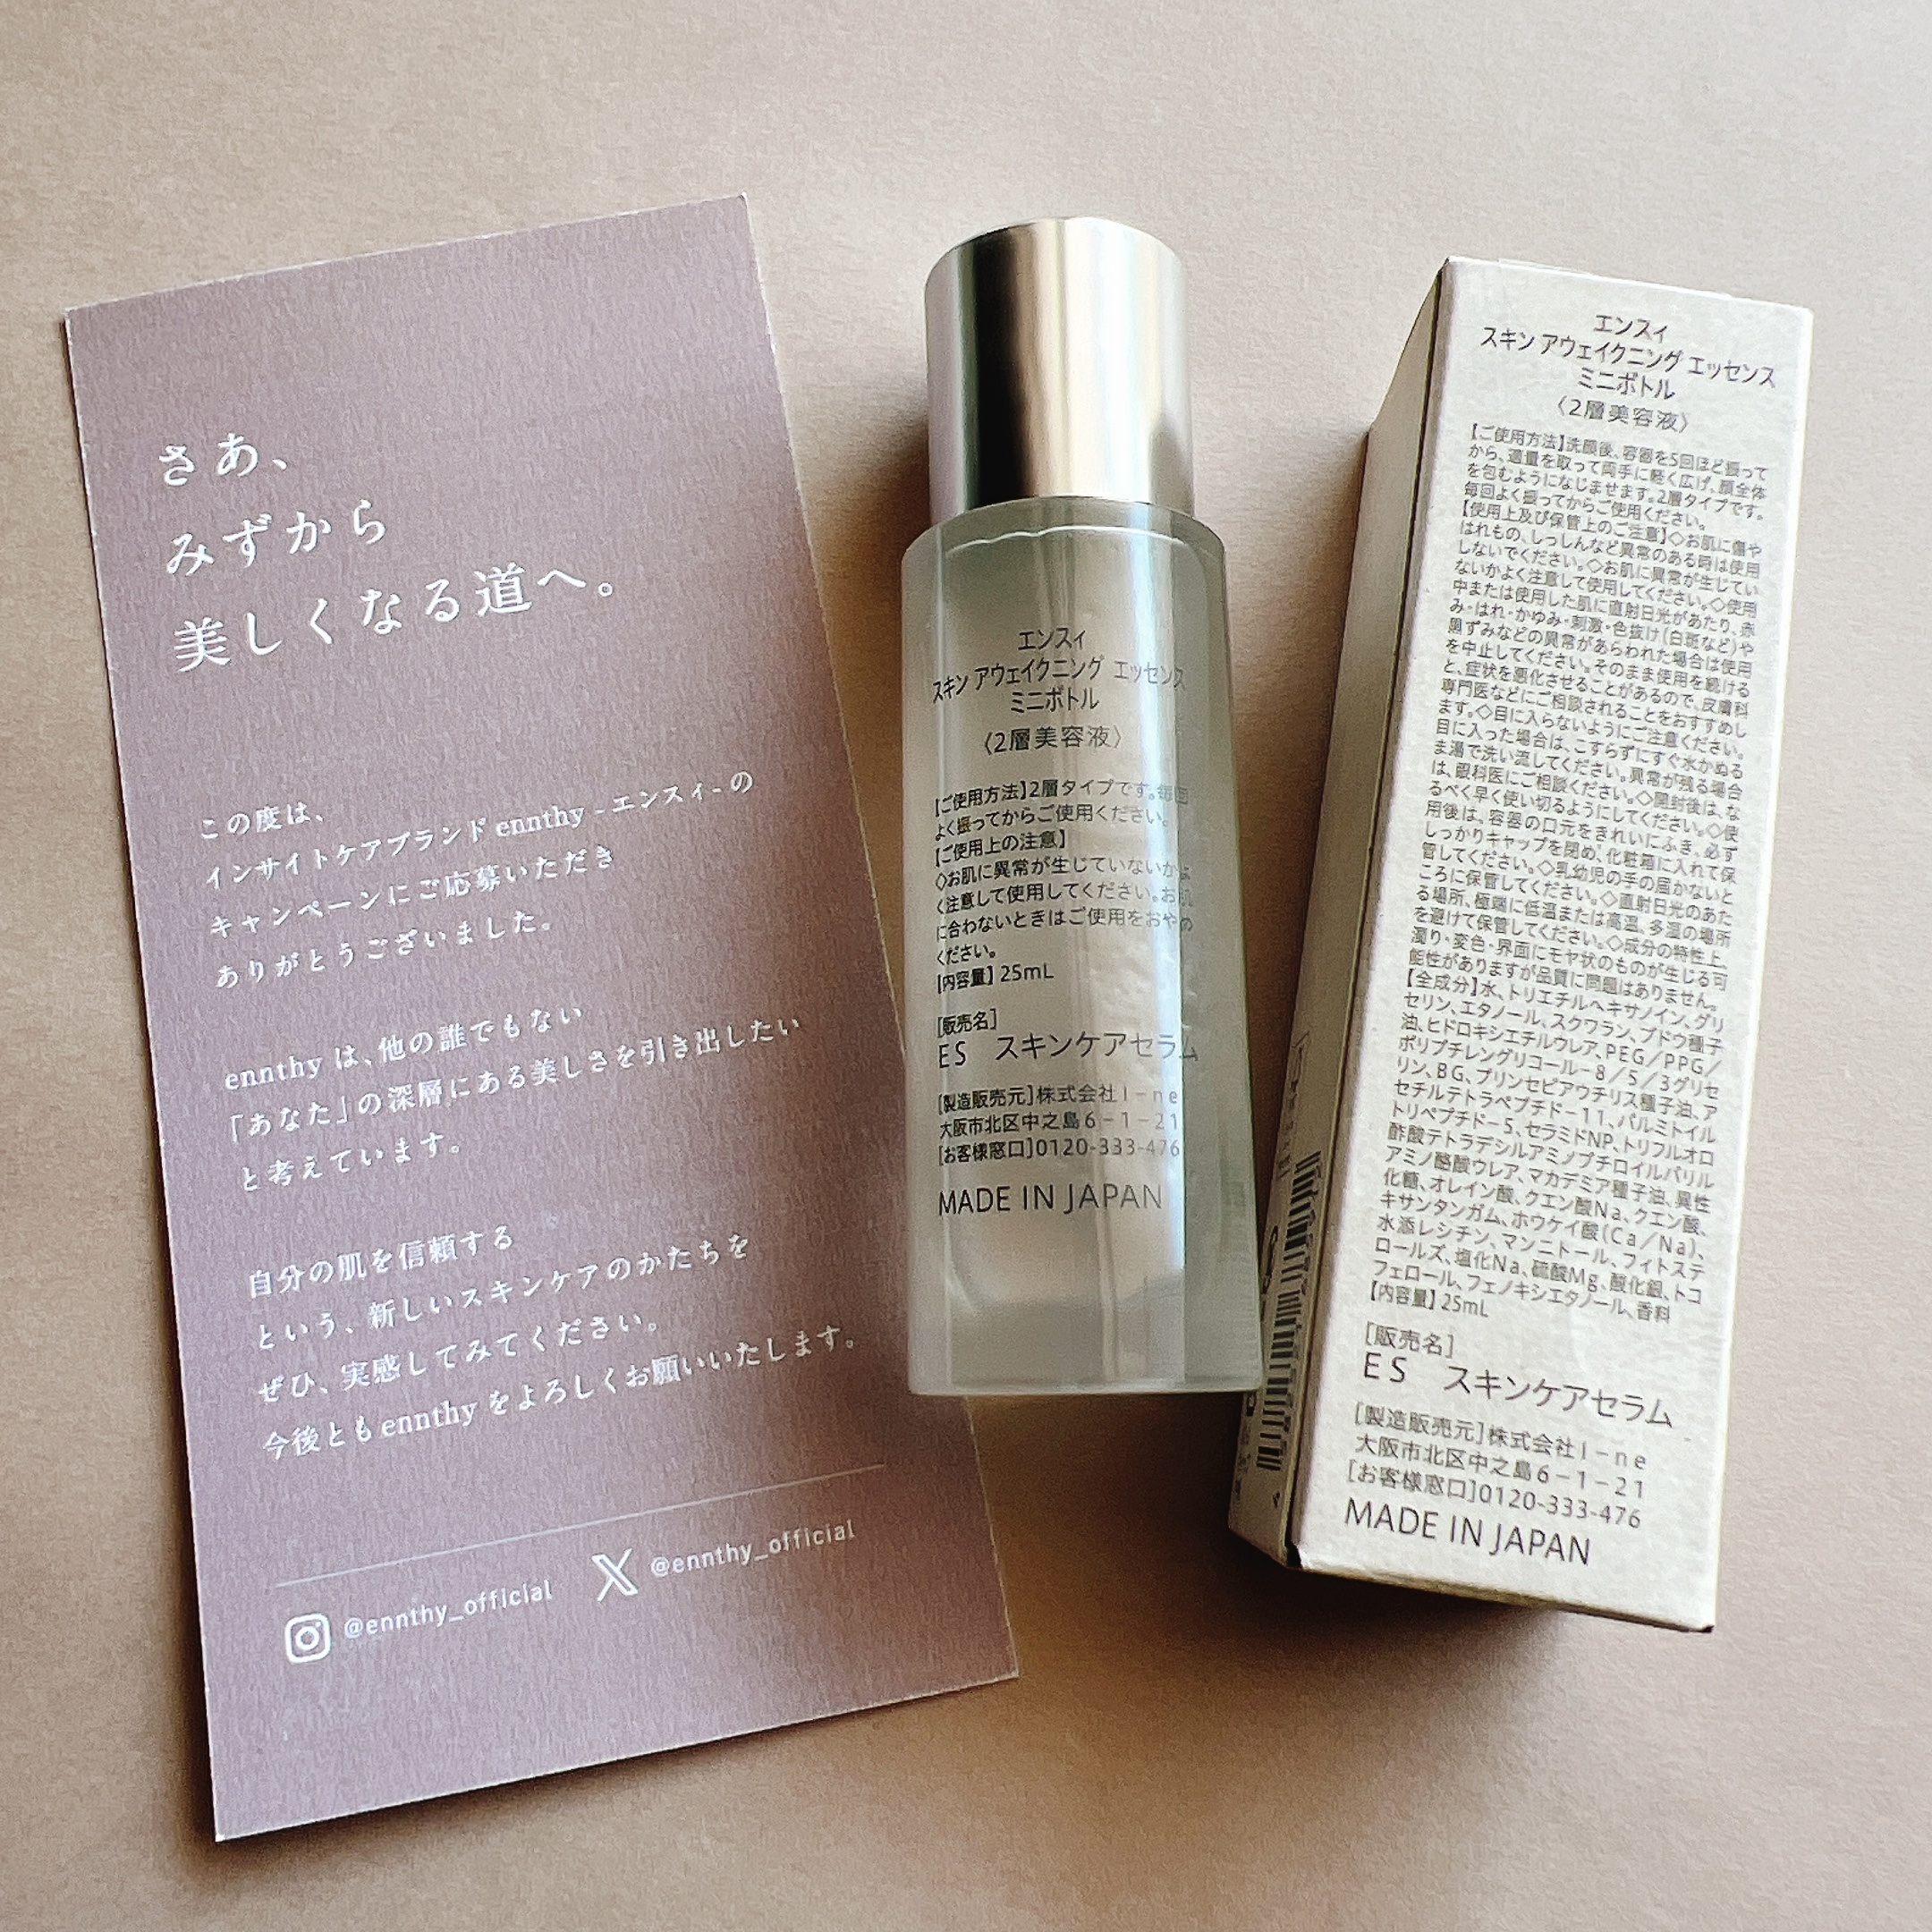 さあ、
みずから
美しくなる道へ。
この度は、
インサイトケアブランド ennthy - エンスィ- の
キャンペーンにご応募いただき
ありがとうございました。
ennthy は、他の誰でもない
「あなた」の深層にある美しさを引き出したい
と考えています。
自分の肌を信頼する
という、新しいスキンケアのかたちを
ぜひ、実感してみてください。
今後とも ennthy をよろしくお願いいたします。
@ennthy_official
@ennthy_official
エンスィ
スキン アウェイクニング エッセンス
ミニボトル
〈2層美容液〉
【ご使用方法】2層タイプです。毎回
よく振ってからご使用ください。
【ご使用上の注意】
◇お肌に異常が生じていないかよ
く注意して使用してください。お肌
に合わないときはご使用をおやめ
ください。
【内容量】25mL
[販売名]
ES スキンケアセラム
[製造販売元]株式会社I-ne
大阪市北区中之島6-1-21
[お客様窓口]0120-333-476
MADE IN JAPAN
エンスィ
スキン アウェイクニング エッセンス
ミニボトル
〈2層美容液〉
【ご使用方法】洗顔後、容器を5回ほど振って
から、適量を取って両手に軽く広げ、顔全体
を包むようになじませます。2層タイプです。
毎回よく振ってからご使用ください。
【使用上及び保管上のご注意】◇お肌に傷や
はれもの、しっしんなど異常のある時は使用
しないでください。◇お肌に異常が生じてい
ないかよく注意して使用してください。◇使用
中または使用した肌に直射日光があたり、赤
み・はれ・かゆみ・刺激・色抜け(白斑など)や
黒ずみなどの異常があらわれた場合は使用
を中止してください。そのまま使用を続ける
と、症状を悪化させることがあるので、皮膚科
専門医などにご相談されることをおすすめし
ます。◇目に入らないようにご注意ください。
目に入った場合は、こすらずにすぐ水かぬる
ま湯で洗い流してください。異常が残る場合
は、眼科医にご相談ください。◇開封後は、な
るべく早く使い切るようにしてください。◇使
用後は、容器の口元をきれいにふき、必ず
しっかりキャップを閉め、化粧箱に入れて保
管してください。◇乳幼児の手の届かないと
ころに保管してください。◇直射日光のあた
る場所、極端に低温または高温、多湿の場所
を避けて保管してください。◇成分の特性上、
濁り・変色・界面にモヤ状のものが生じる可
能性がありますが品質に問題はありません。
【全成分】水、トリエチルヘキサノイン、グリ
セリン、エタノール、スクワラン、ブドウ種子
油、ヒドロキシエチルウレア、PEG/PPG/
ポリブチレングリコール-8/5/3グリセ
リン、BG、プリンセピアウチリス種子油、ア
セチルテトラペプチド-11、パルミトイル
トリペプチド-5、セラミドNP、トリフルオロ
酢酸テトラデシルアミノブチロイルバリル
アミノ酪酸ウレア、マカデミア種子油、異性
化糖、オレイン酸、クエン酸Na、クエン酸、
キサンタンガム、ホウケイ酸(Ca/Na)、
水添レシチン、マンニトール、フィトステ
ロールズ、塩化Na、硫酸Mg、酸化銀、トコ
フェロール、フェノキシエタノール、香料
【内容量】25mL
[販売名]
ES スキンケアセラム
[製造販売元]株式会社I-ne
大阪市北区中之島6-1-21
[お客様窓口]0120-333-476
MADE IN JAPAN